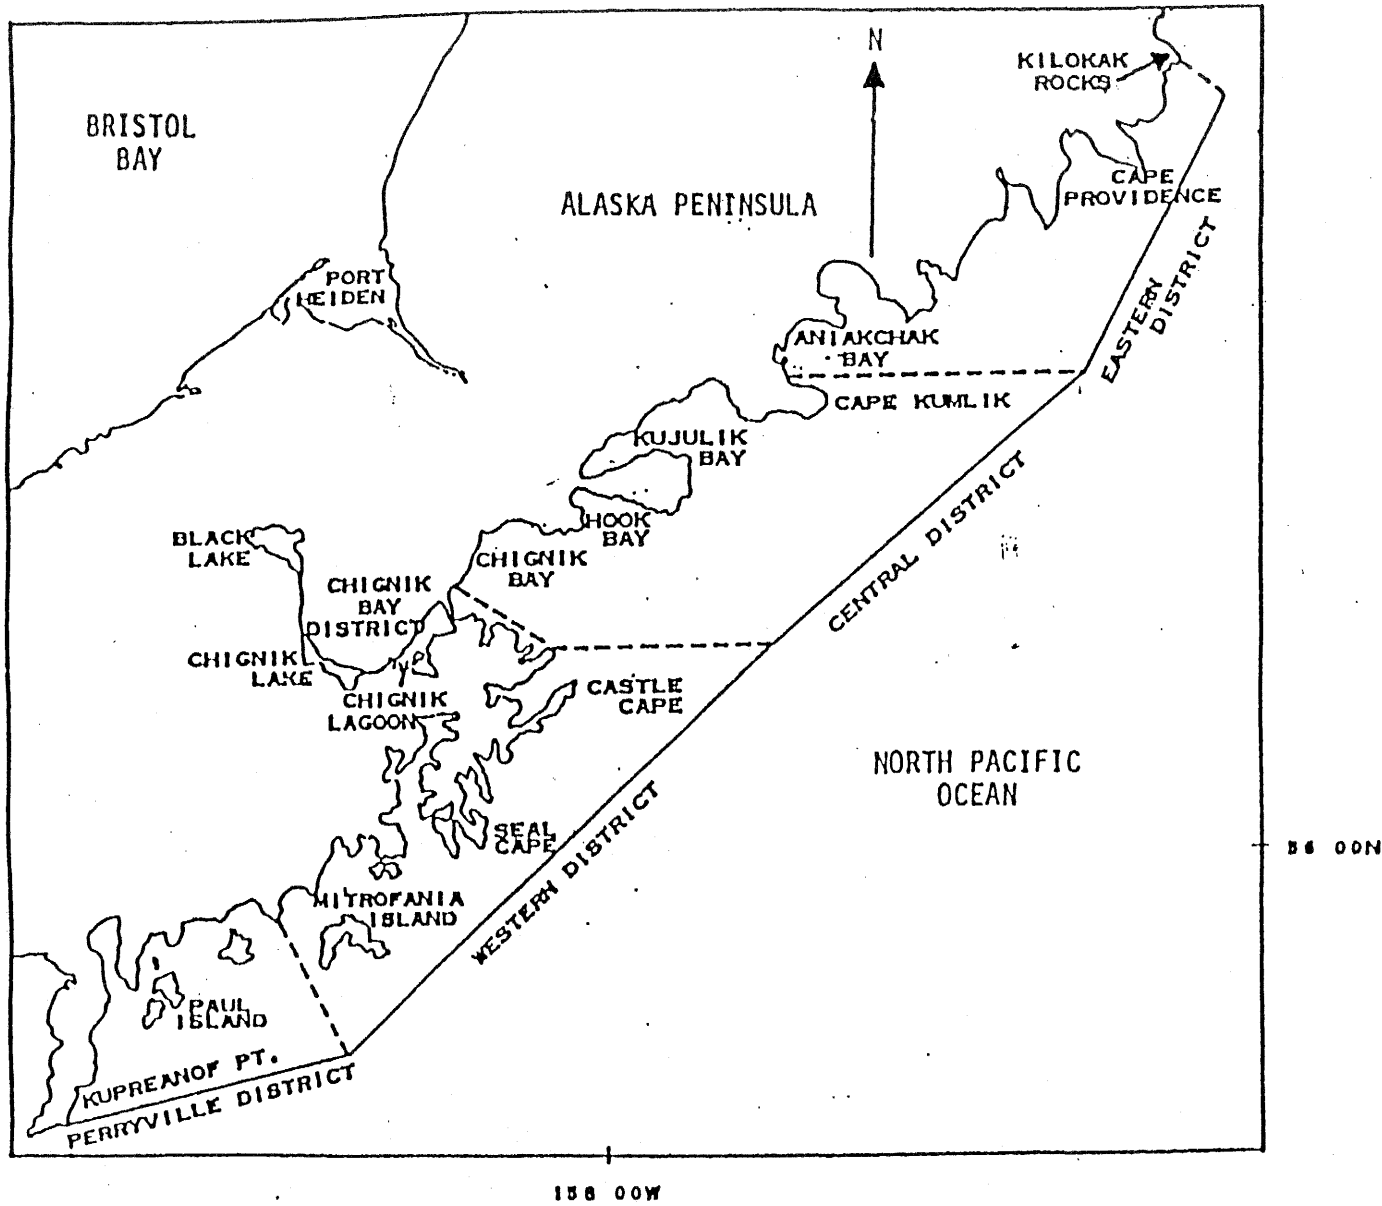 N
KILOKAK
ROCKS
BRISTOL
BAY
CAPE
PROVIDENCE
ALASKA PENINSULA
PORT
HEIDEN
EASTERN
DISTRICT
ANIAKCHAK
BAY
CAPE KUMLIK
KUJULIK
BAY
CENTRAL DISTRICT
HOOK
BAY
BLACK
LAKE
CHIGNIK
BAY
CHIGNIK
BAY
DISTRICT
CHIGNIK
LAKE
CHIGNIK
LAGOON
CASTLE
CAPE
NORTH PACIFIC
OCEAN
SEAL
CAPE
WESTERN DISTRICT
56 00N
MITROFANIA
ISLAND
PAUL
ISLAND
KUPREANOF PT.
PERRYVILLE DISTRICT
158 00W